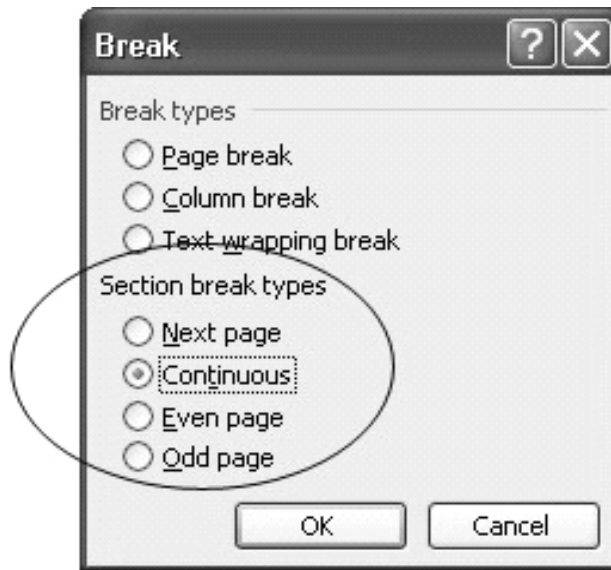 Break
Break types
Page break
Column break
Text wrapping break
Section break types
Next page
Continuous
Even page
Odd page
OK Cancel